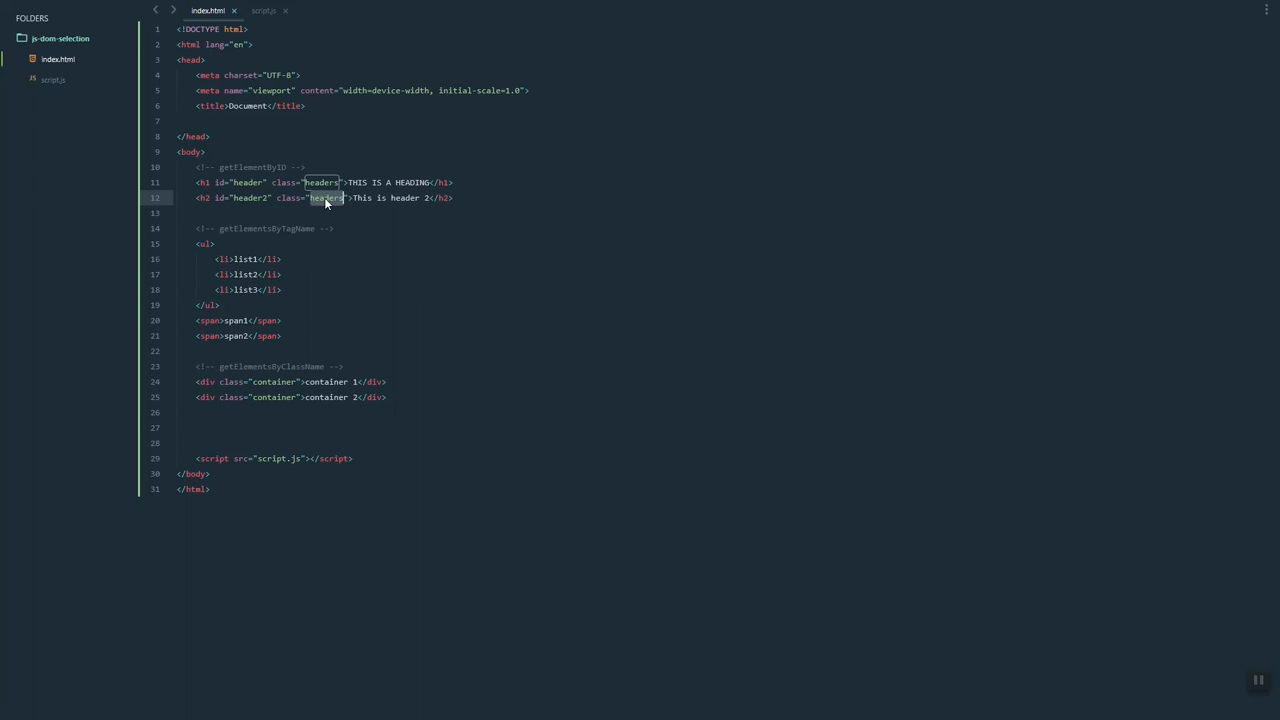 FOLDERS
js-dom-selection
index.html
JS script.js
index.html × script.js ×
1 <!DOCTYPE html>
2 <html lang="en">
3 <head>
4 <meta charset="UTF-8">
5 <meta name="viewport" content="width=device-width, initial-scale=1.0">
6 <title>Document</title>
7
8 </head>
9 <body>
10 <!-- getElementByID -->
11 <h1 id="header" class="headers">THIS IS A HEADING</h1>
12 <h2 id="header2" class="headers">This is header 2</h2>
13
14 <!-- getElementsByTagName -->
15 <ul>
16 <li>list1</li>
17 <li>list2</li>
18 <li>list3</li>
19 </ul>
20 <span>span1</span>
21 <span>span2</span>
22
23 <!-- getElementsByClassName -->
24 <div class="container">container 1</div>
25 <div class="container">container 2</div>
26
27
28
29 <script src="script.js"></script>
30 </body>
31 </html>